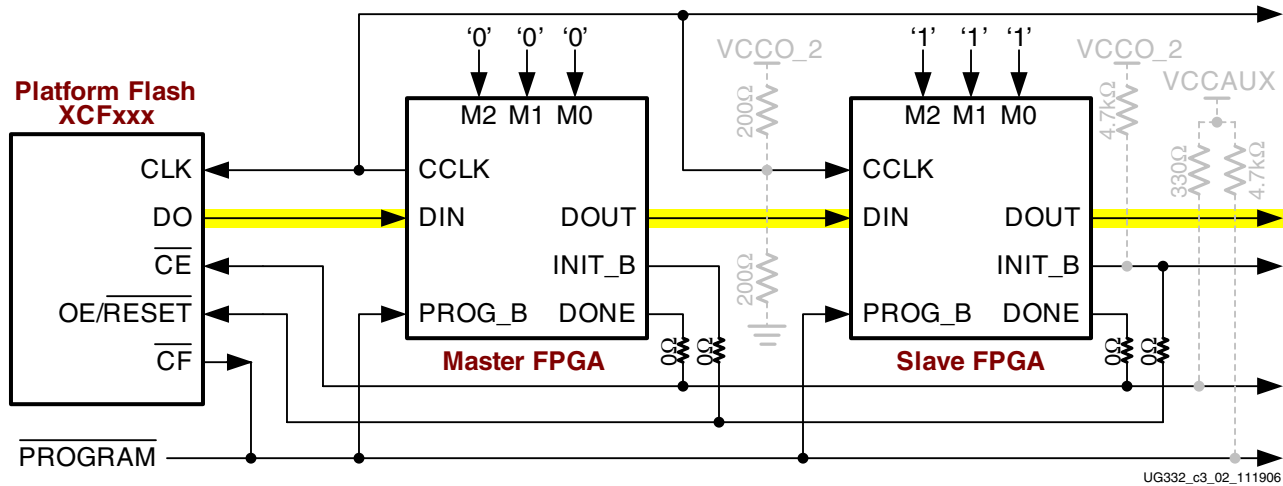 ‘0’ ‘0’ ‘0’
‘1’ ‘1’ ‘1’
VCCO_2
VCCO_2
VCCAUX
Platform Flash
XCFxxx
M2 M1 M0
M2 M1 M0
200Ω
4.7kΩ
330Ω
4.7kΩ
CLK
CCLK
CCLK
DO
DIN
DOUT
DIN
DOUT
CE
INIT_B
INIT_B
200Ω
OE/RESET
PROG_B
DONE
PROG_B
DONE
CF
0Ω
0Ω
0Ω
0Ω
Master FPGA
Slave FPGA
PROGRAM
UG332_c3_02_111906